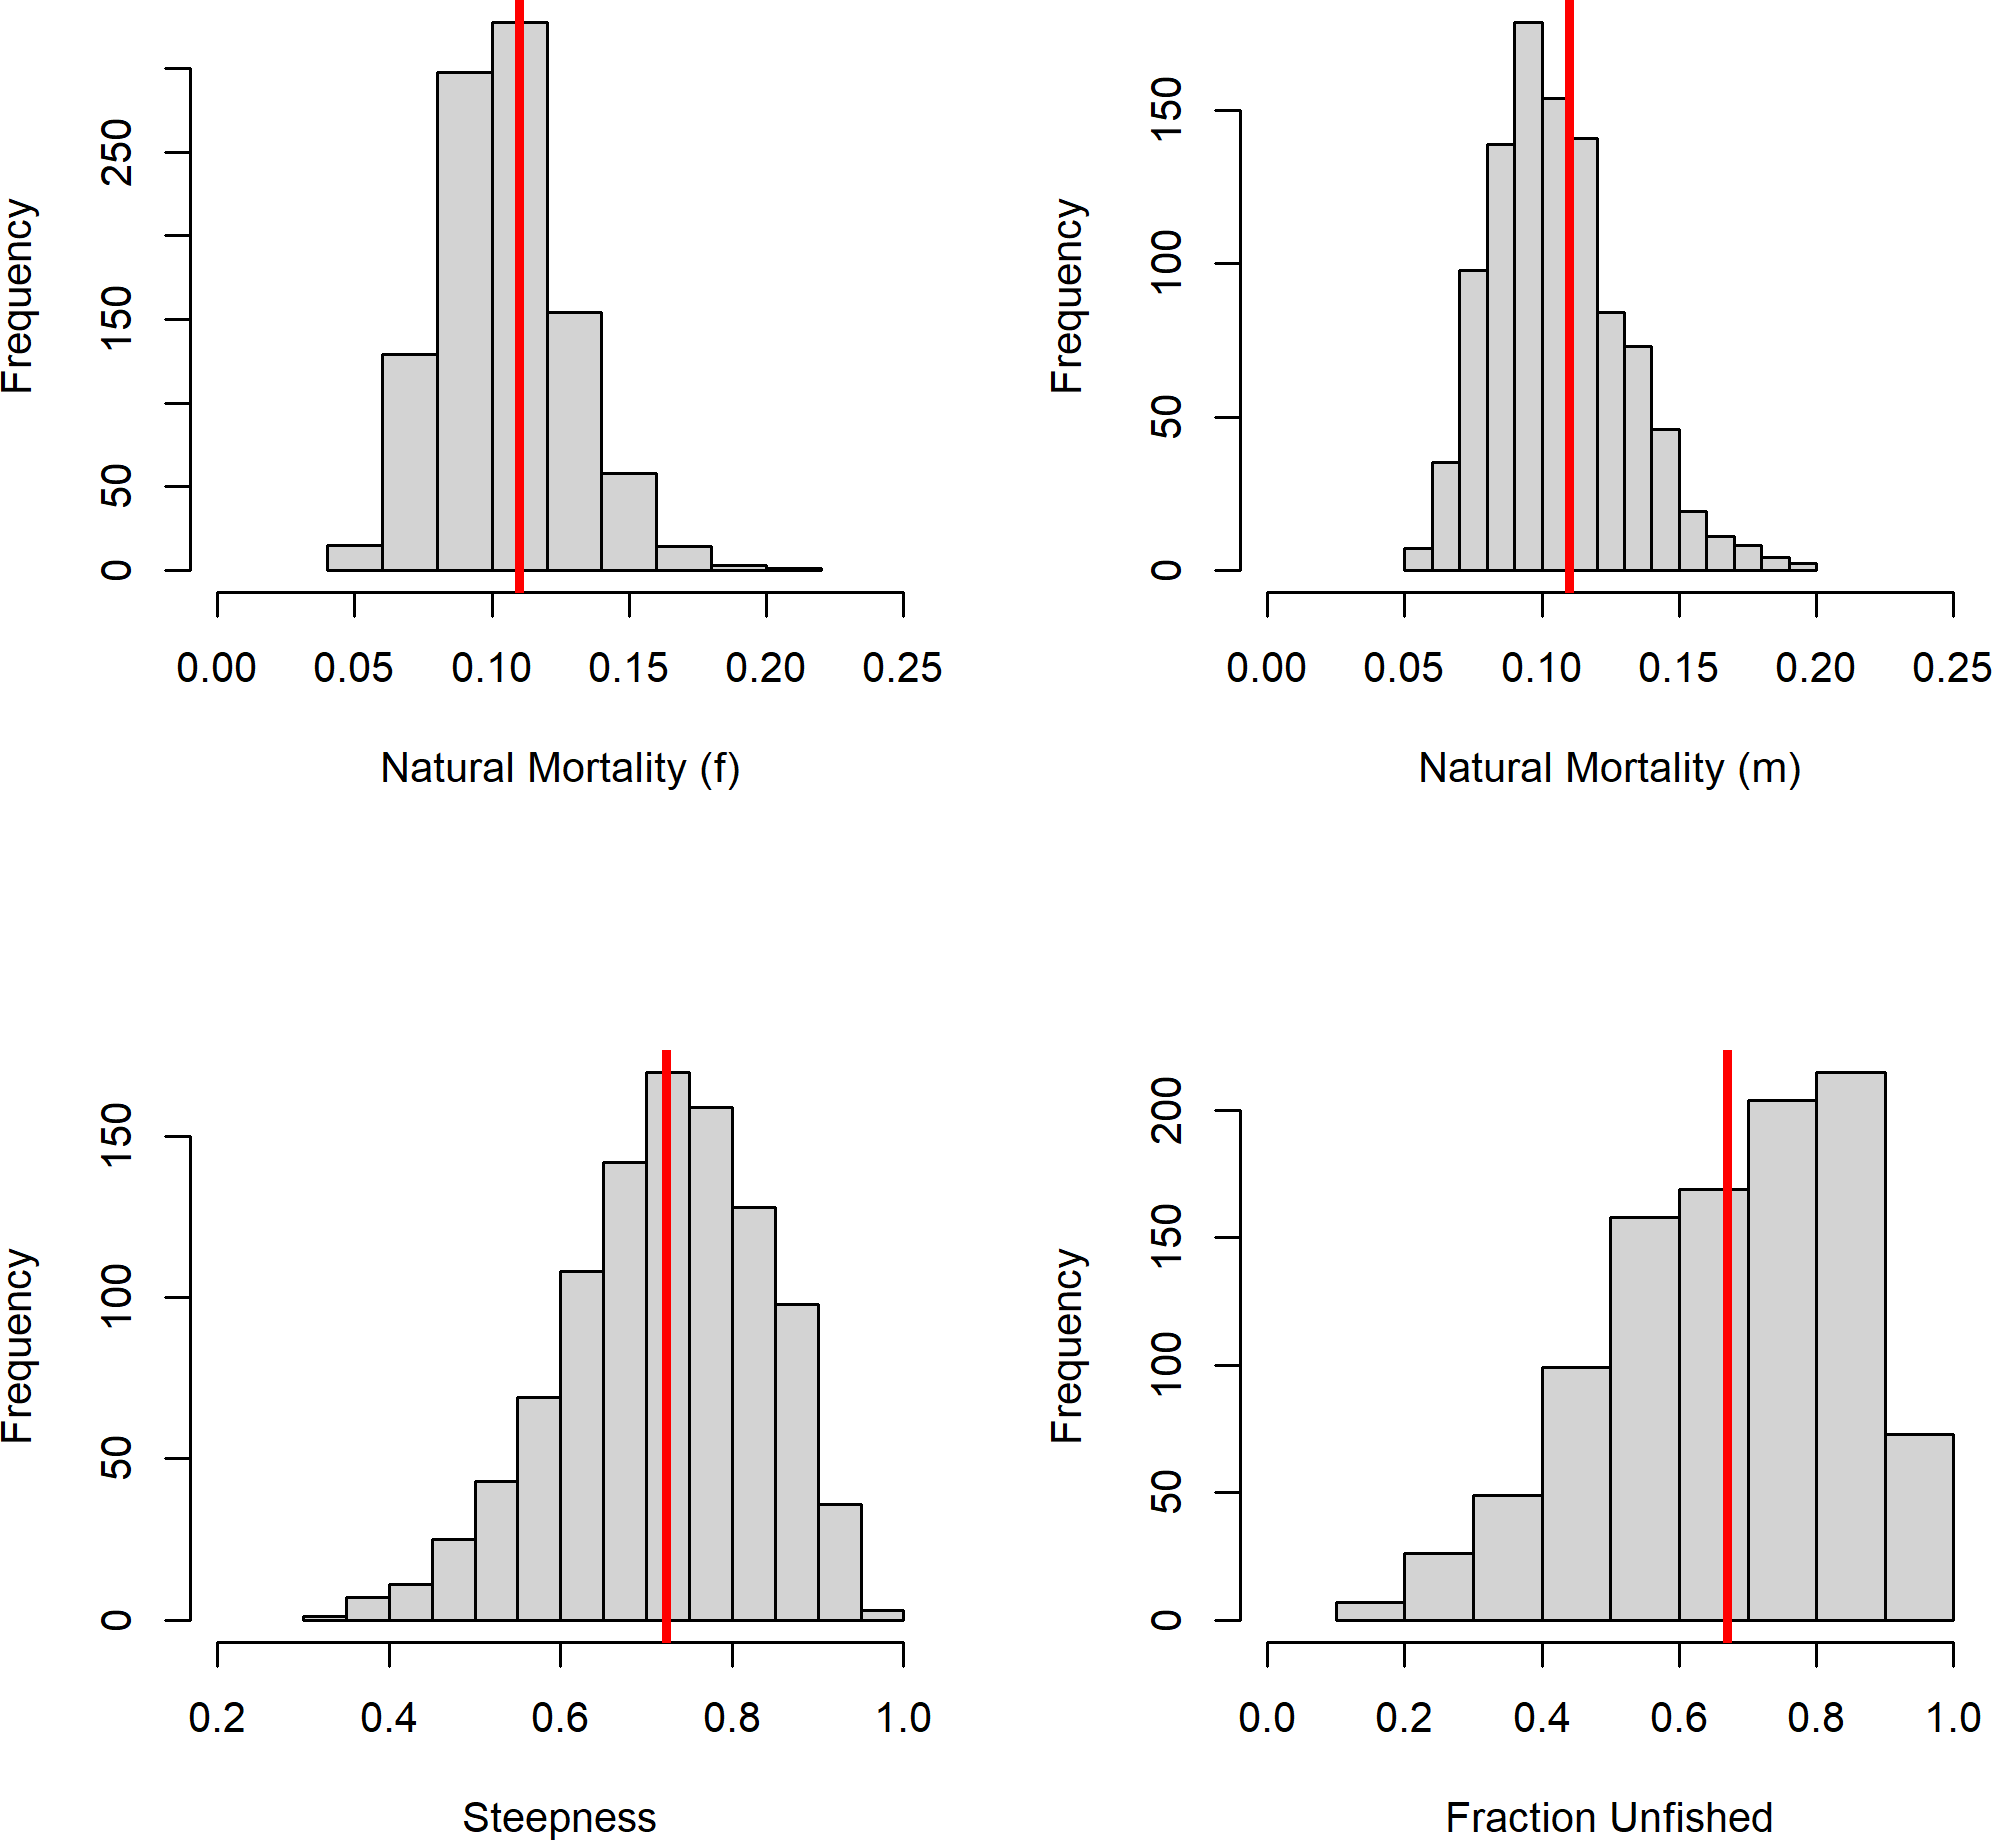 Frequency
0 50 150 250
0.00 0.05 0.10 0.15 0.20 0.25
Natural Mortality (f)
Frequency
0 50 100 150
0.00 0.05 0.10 0.15 0.20 0.25
Natural Mortality (m)
Frequency
0 50 100 150
0.2 0.4 0.6 0.8 1.0
Steepness
Frequency
0 50 100 150 200
0.0 0.2 0.4 0.6 0.8 1.0
Fraction Unfished